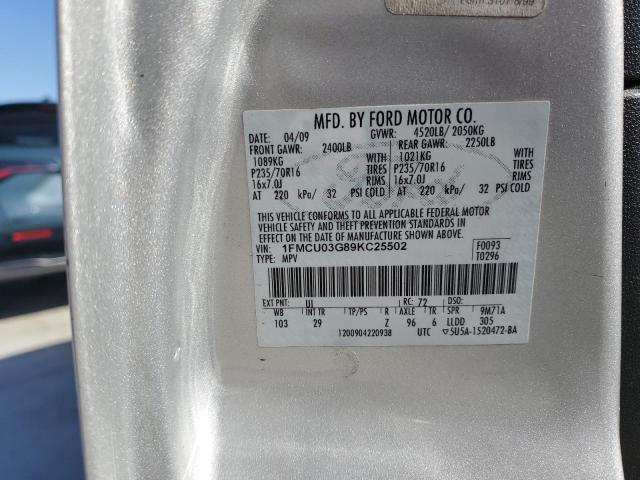 Form 5107 8/99
MFD. BY FORD MOTOR CO.
DATE 04/09 GVWR: 4520LB/ 2050KG
FRONT GAWR: 2400LB REAR GAWR: 2250LB
1089KG WITH 1021KG WITH
P235/70R16 TIRES P235/70R16 TIRES
16x7.0J RIMS 16x7.0J RIMS
AT 220 kPa/ 32 PSI COLD AT 220 kPa/ 32 PSI COLD
THIS VEHICLE CONFORMS TO ALL APPLICABLE FEDERAL MOTOR
VEHICLE SAFETY AND THEFT PREVENTION STANDARDS IN
EFFECT ON THE DATE OF MANUFACTURE SHOWN ABOVE.
VIN: 1FMCU03G89KC25502 F0093
TYPE: MPV T0296
EXT PNT: UI RC: 72 DSO:
WB INT TR TP/PS R AXLE TR SPR 9M71A
103 29 Z 96 6 LLDD 305
1200904220938 UTC ▽5U5A-1520472-BA